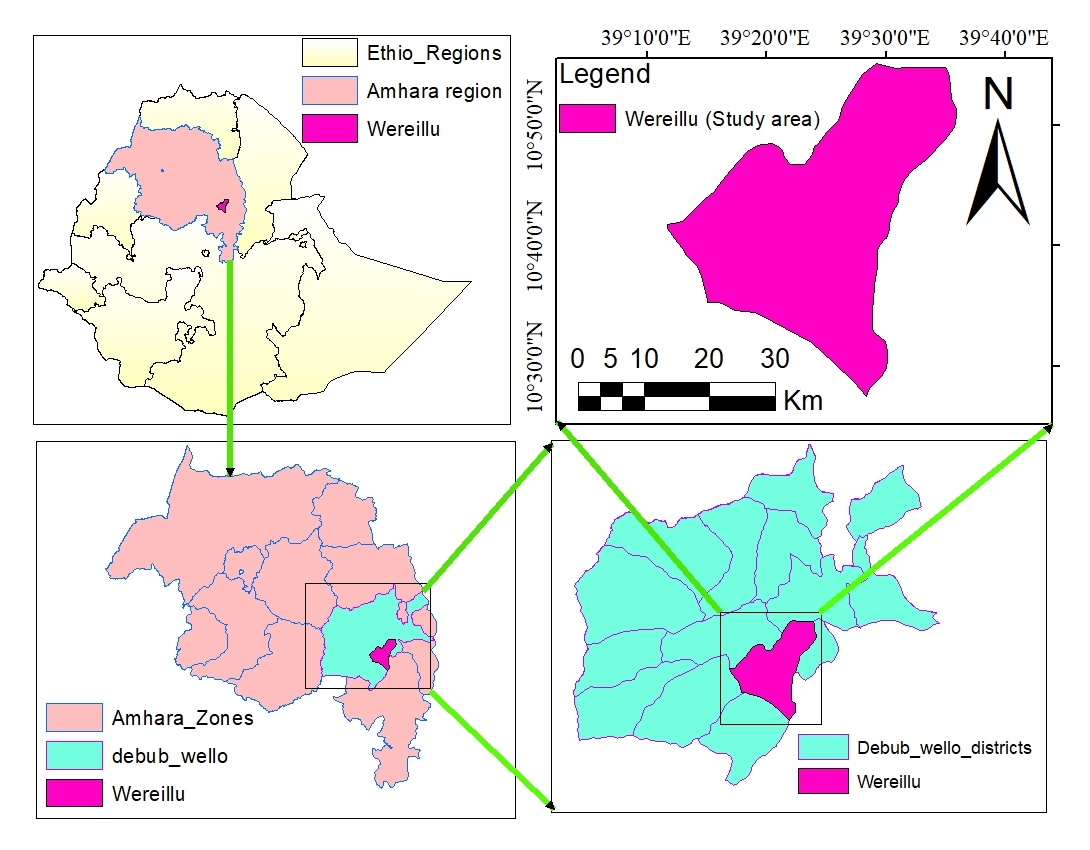 Ethio_Regions
Amhara region
Wereillu
39°10'0"E 39°20'0"E 39°30'0"E 39°40'0"E
10°50'0"N
10°40'0"N
10°30'0"N
Legend
Wereillu (Study area)
N
0 5 10 20 30
Km
Amhara_Zones
debub_wello
Wereillu
Debub_wello_districts
Wereillu